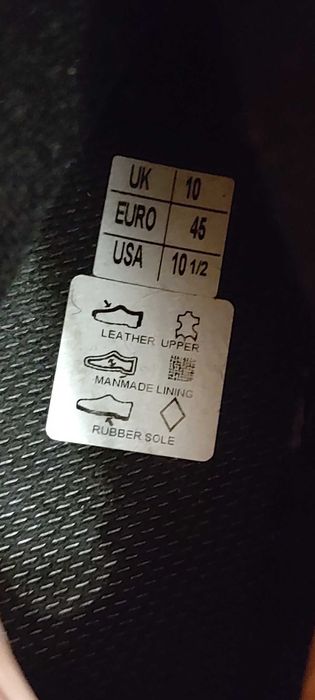 UK 10
EURO 45
USA 10 1/2
LEATHER UPPER
MANMADE LINING
RUBBER SOLE